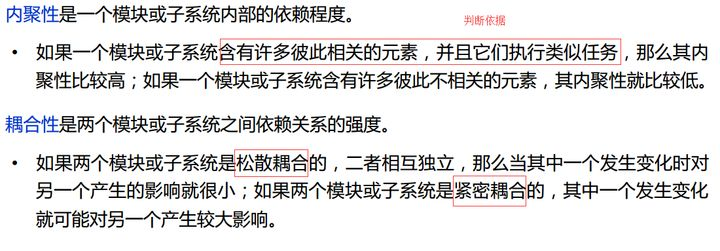 判断依据
内聚性是一个模块或子系统内部的依赖程度。
• 如果一个模块或子系统含有许多彼此相关的元素，并且它们执行类似任务，那么其内
聚性比较高；如果一个模块或子系统含有许多彼此不相关的元素，其内聚性就比较低。
耦合性是两个模块或子系统之间依赖关系的强度。
• 如果两个模块或子系统是松散耦合的，二者相互独立，那么当其中一个发生变化时对
另一个产生的影响就很小；如果两个模块或子系统是紧密耦合的，其中一个发生变化
就可能对另一个产生较大影响。